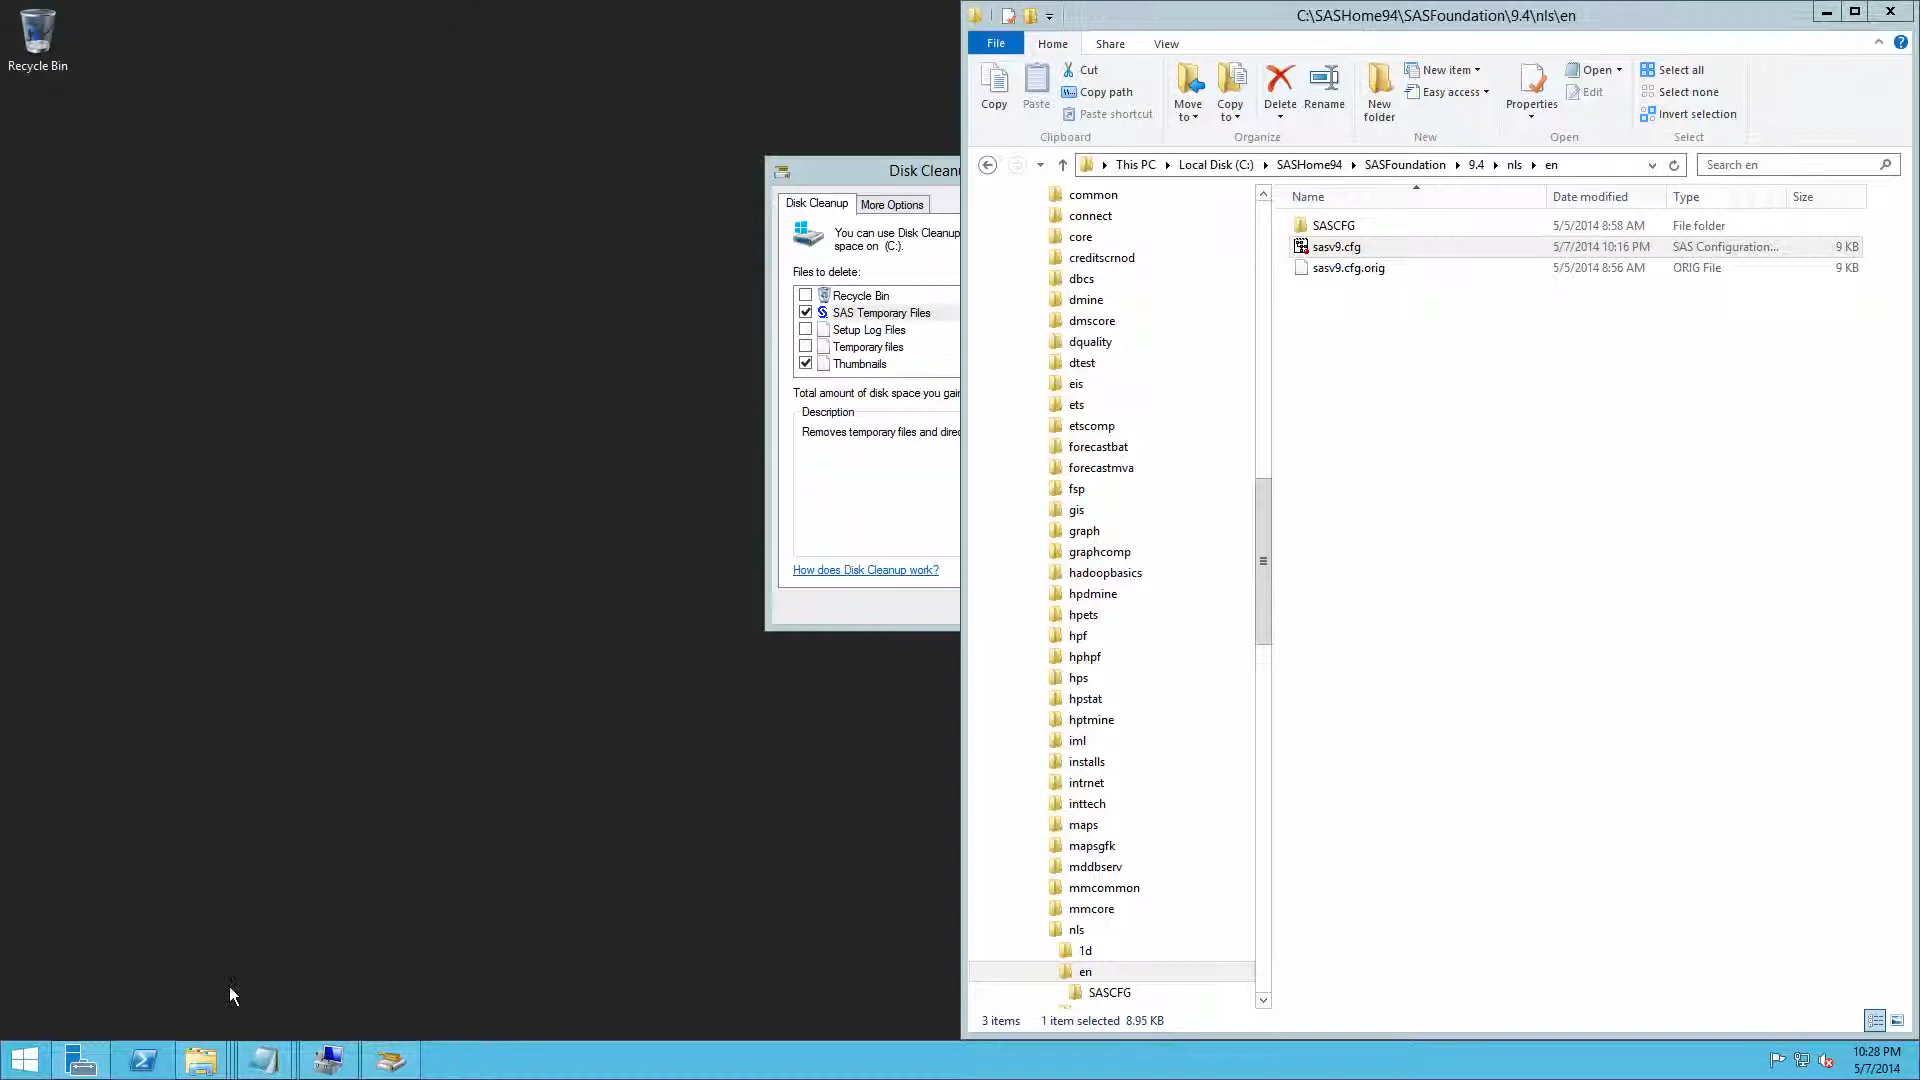 Recycle Bin
Disk Clean
Disk Cleanup
More Options
You can use Disk Cleanup
space on  (C:).
Files to delete:
Recycle Bin
SAS Temporary Files
Setup Log Files
Temporary files
Thumbnails
Total amount of disk space you gain
Description
Removes temporary files and direc
How does Disk Cleanup work?
C:\SASHome94\SASFoundation\9.4\nls\en
File
Home
Share
View
Copy
Paste
Cut
Copy path
Paste shortcut
Clipboard
Move to
Copy to
Delete
Rename
Organize
New folder
New item
Easy access
New
Properties
Open
Edit
Open
Select all
Select none
Invert selection
Select
This PC
Local Disk (C:)
SASHome94
SASFoundation
9.4
nls
en
Search en
common
connect
core
creditscrnod
dbcs
dmine
dmscore
dquality
dtest
eis
ets
etscomp
forecastbat
forecastmva
fsp
gis
graph
graphcomp
hadoopbasics
hpdmine
hpets
hpf
hphpf
hps
hpstat
hptmine
iml
installs
intrnet
inttech
maps
mapsgfk
mddbserv
mmcommon
mmcore
nls
1d
en
SASCFG
Name Date modified Type Size
SASCFG 5/5/2014 8:58 AM File folder
sasv9.cfg 5/7/2014 10:16 PM SAS Configuration... 9 KB
sasv9.cfg.orig 5/5/2014 8:56 AM ORIG File 9 KB
3 items 1 item selected 8.95 KB
10:28 PM
5/7/2014